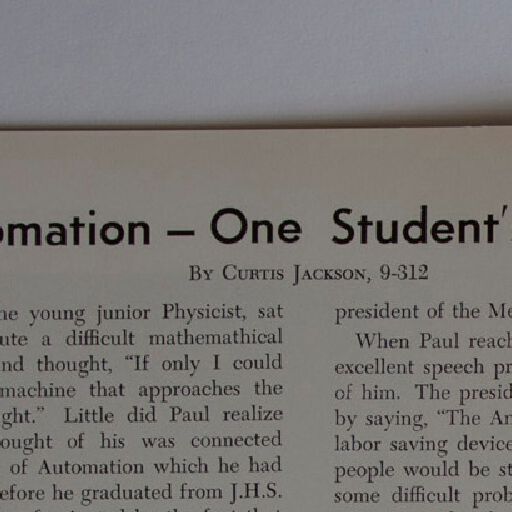 omation – One Student's
By Curtis Jackson, 9-312
ne young junior Physicist, sat
ute a difficult mathemathical
nd thought, "If only I could
machine that approaches the
ght." Little did Paul realize
ought of his was connected
of Automation which he had
efore he graduated from J.H.S.
president of the Me
When Paul reach
excellent speech pr
of him. The presid
by saying, "The An
labor saving device
people would be st
some difficult prob